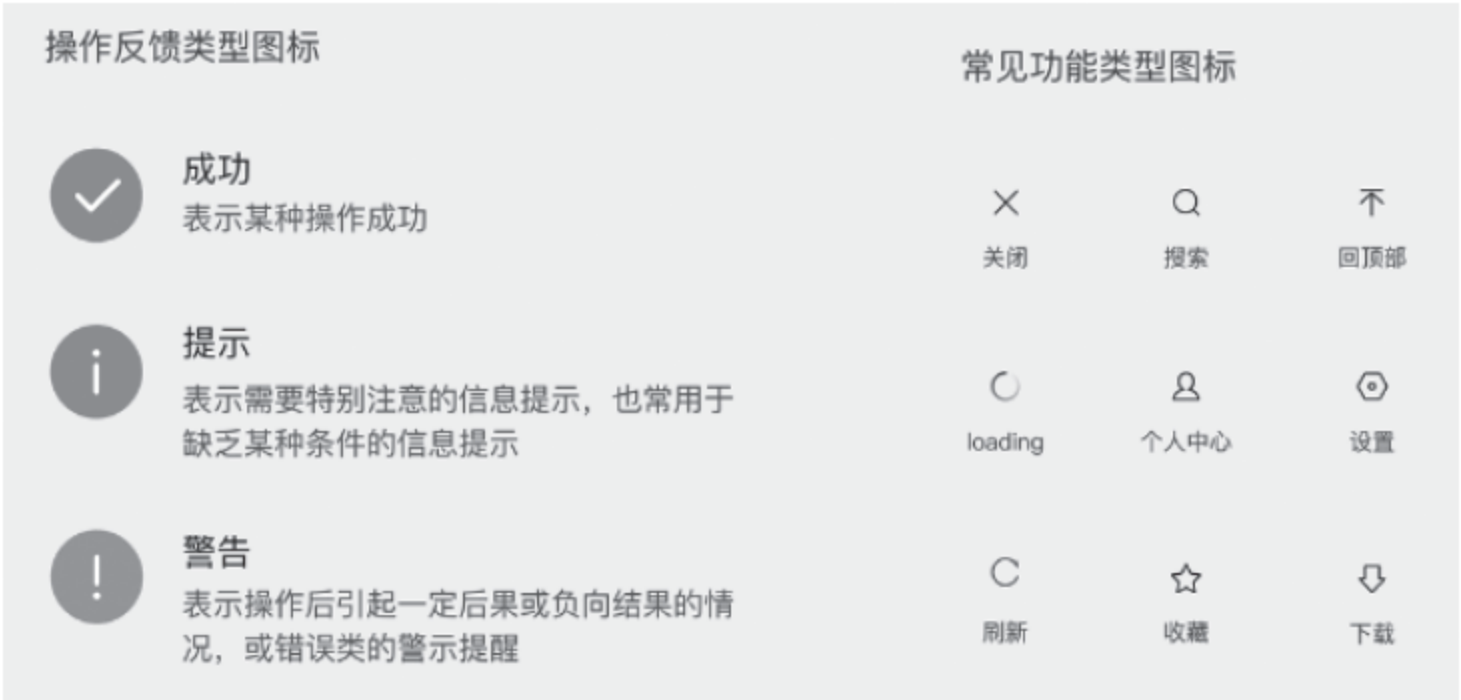 操作反馈类型图标
成功
表示某种操作成功
提示
表示需要特别注意的信息提示，也常用于
缺乏某种条件的信息提示
警告
表示操作后引起一定后果或负向结果的情
况，或错误类的警示提醒
常见功能类型图标
关闭
搜索
回顶部
loading
个人中心
设置
刷新
收藏
下载